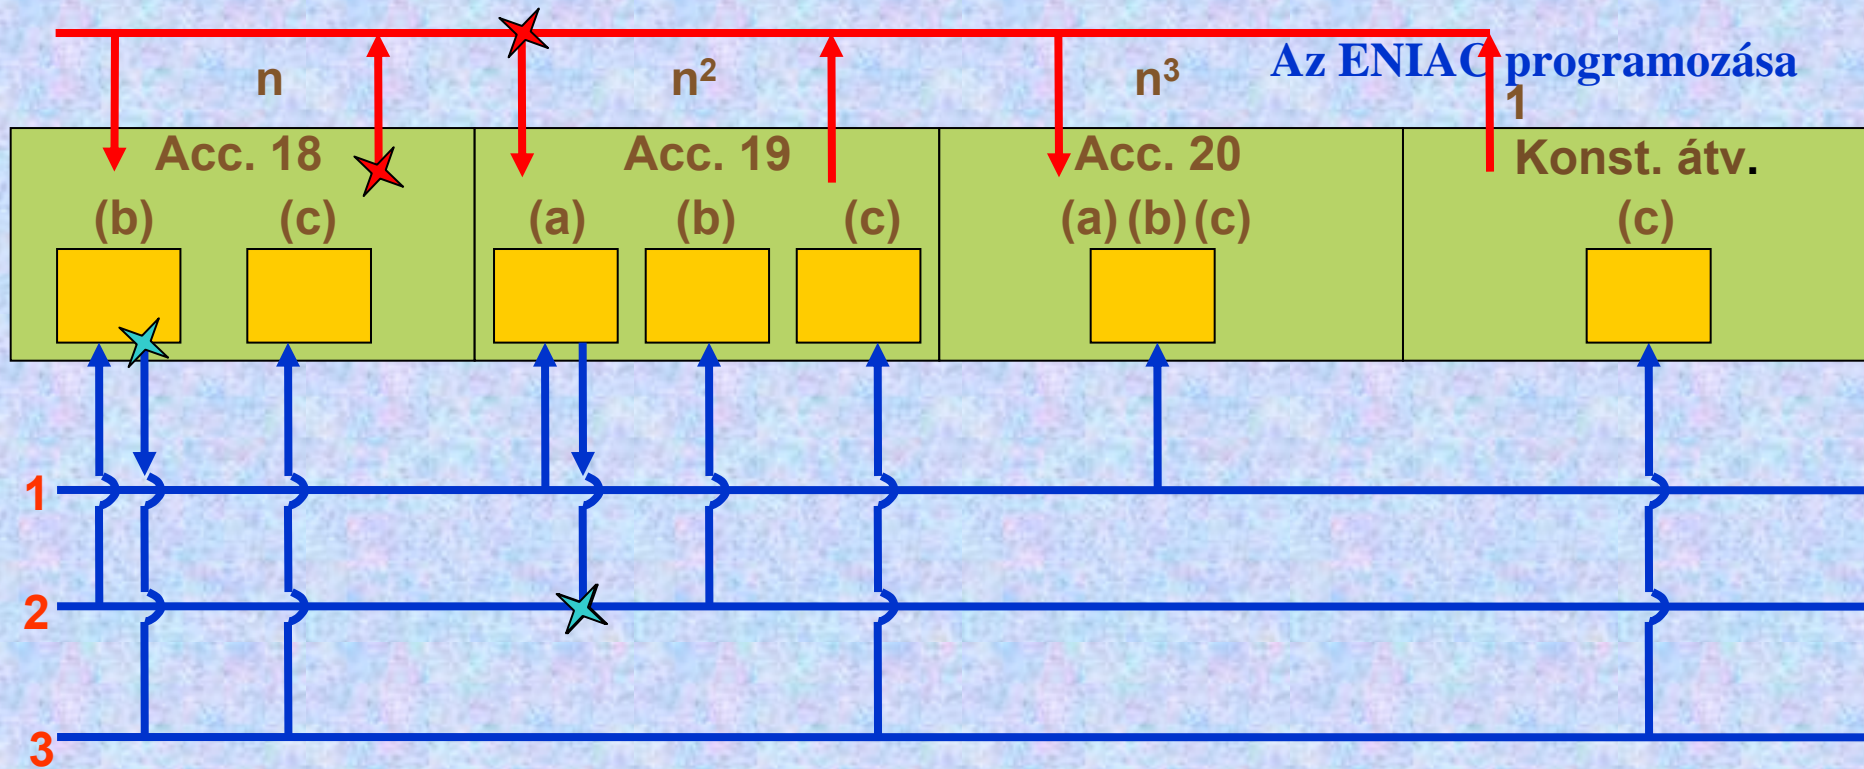 Az ENIAC programozása
n n² n³ 1
Acc. 18 Acc. 19 Acc. 20 Konst. átv.
(b) (c) (a) (b) (c) (a) (b) (c) (c)
1
2
3